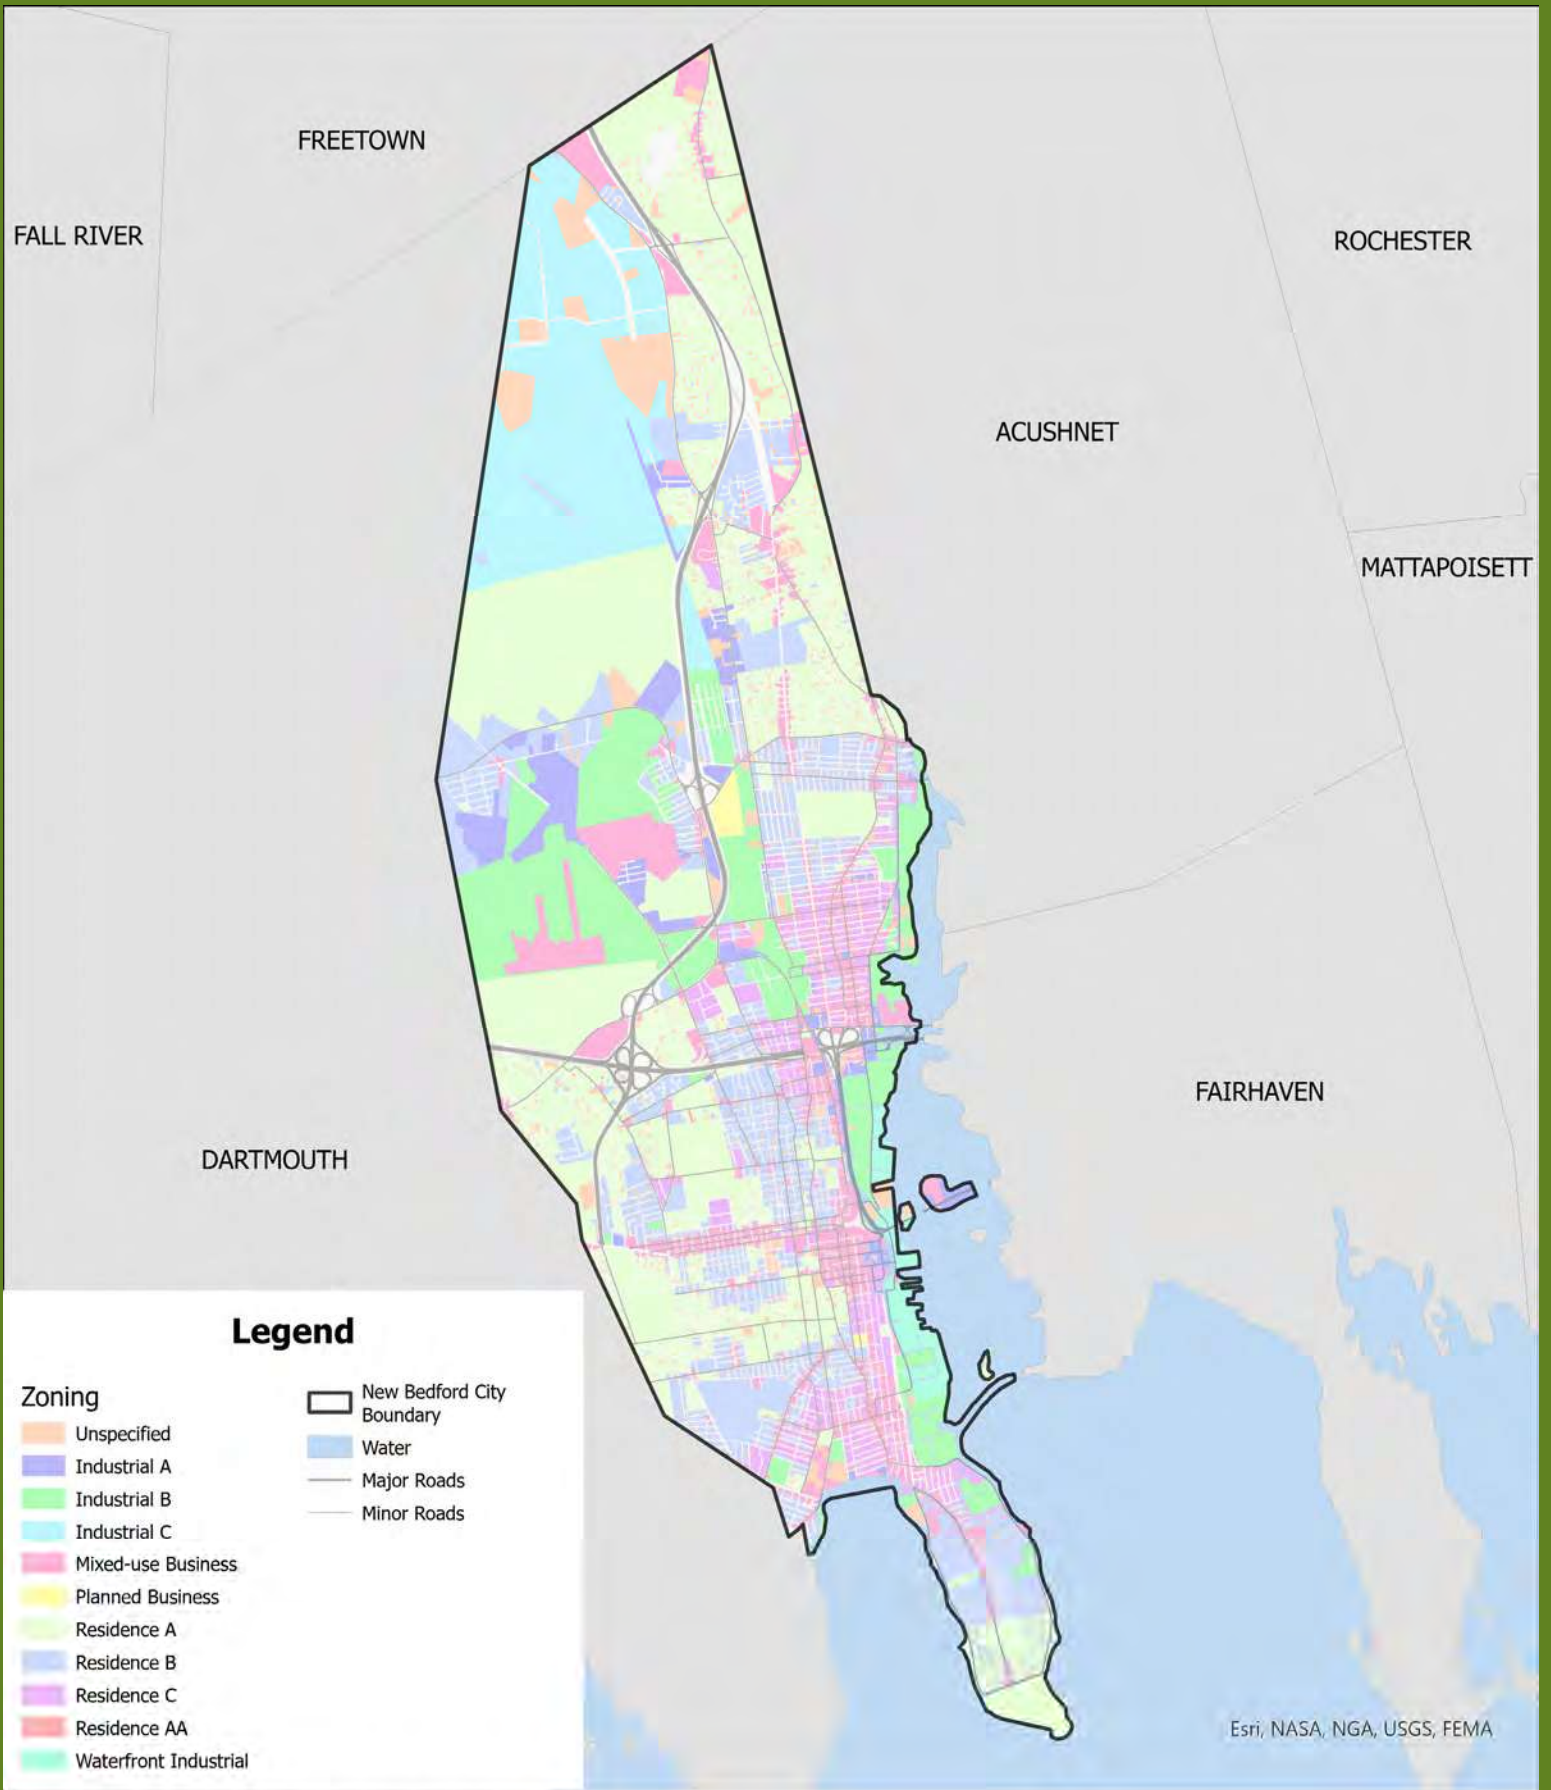 FREETOWN
FALL RIVER
ROCHESTER
ACUSHNET
MATTAPOISETT
FAIRHAVEN
DARTMOUTH
Legend
Zoning
Unspecified
Industrial A
Industrial B
Industrial C
Mixed-use Business
Planned Business
Residence A
Residence B
Residence C
Residence AA
Waterfront Industrial
New Bedford City
Boundary
Water
Major Roads
Minor Roads
Esri, NASA, NGA, USGS, FEMA